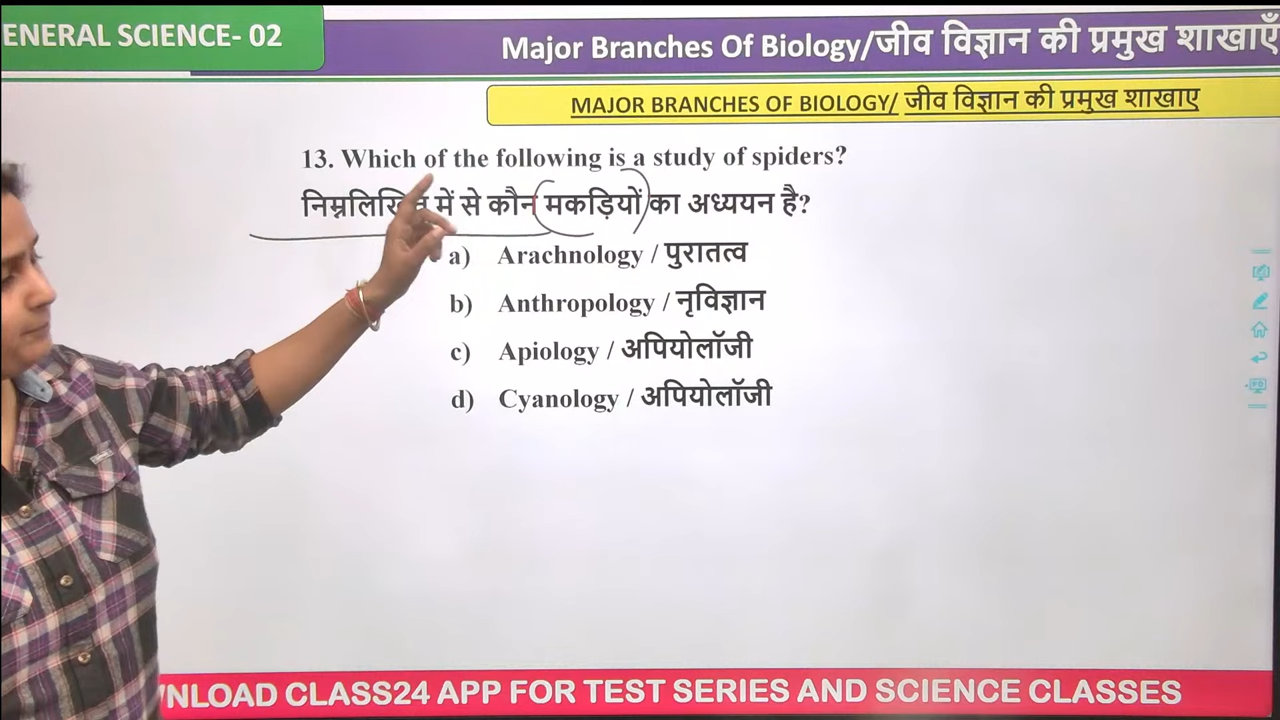 ENERAL SCIENCE- 02
Major Branches Of Biology/जीव विज्ञान की प्रमुख शाखाएँ
MAJOR BRANCHES OF BIOLOGY/ जीव विज्ञान की प्रमुख शाखाए
13. Which of the following is a study of spiders?
में से कौन मकड़ियों का अध्ययन है?
a) Arachnology / पुरातत्व
b) Anthropology / नृविज्ञान
c) Apiology / अपियोलॉजी
d) Cyanology / अपियोलॉजी
WNLOAD CLASS24 APP FOR TEST SERIES AND SCIENCE CLASSES